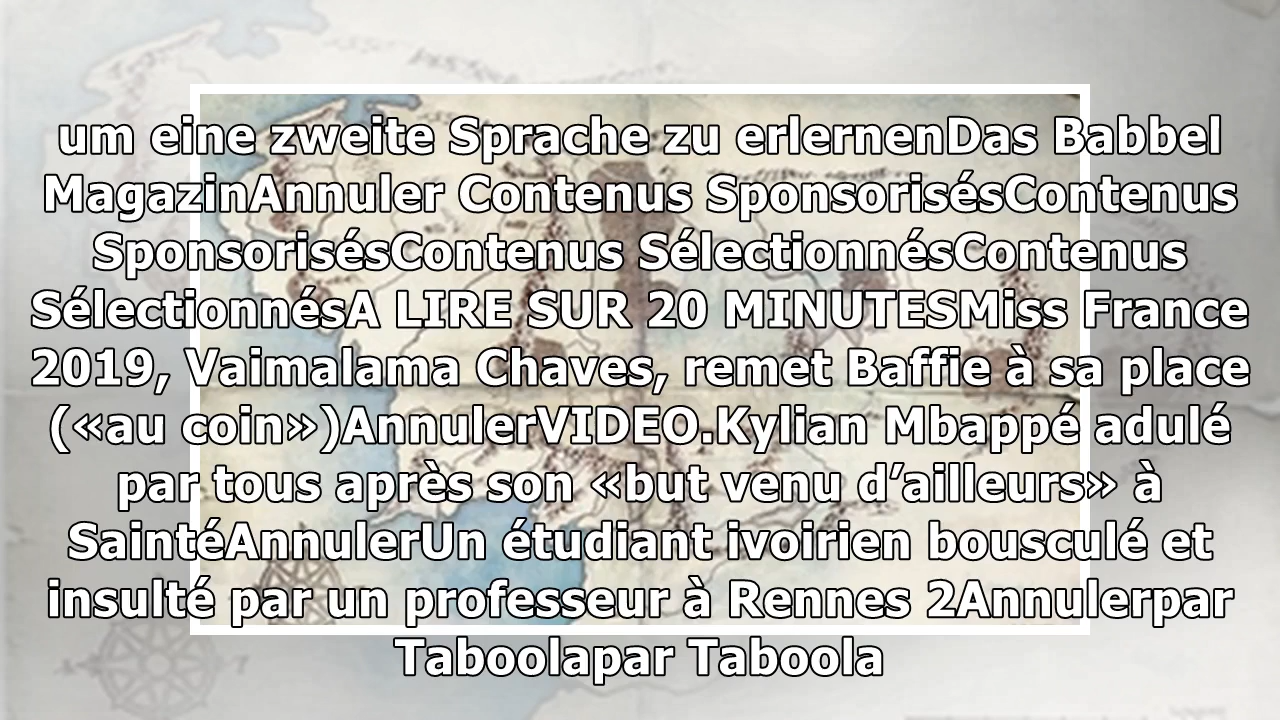 um eine zweite Sprache zu erlernenDas Babbel
MagazinAnnuler Contenus SponsorisésContenus
SponsorisésContenus SélectionnésContenus
SélectionnésA LIRE SUR 20 MINUTESMiss France
2019, Vaimalama Chaves, remet Baffie à sa place
(«au coin»)AnnulerVIDEO.Kylian Mbappé adulé
par tous après son «but venu d’ailleurs» à
SaintéAnnulerUn étudiant ivoirien bousculé et
insulté par un professeur à Rennes 2Annulerpar
Taboolapar Taboola